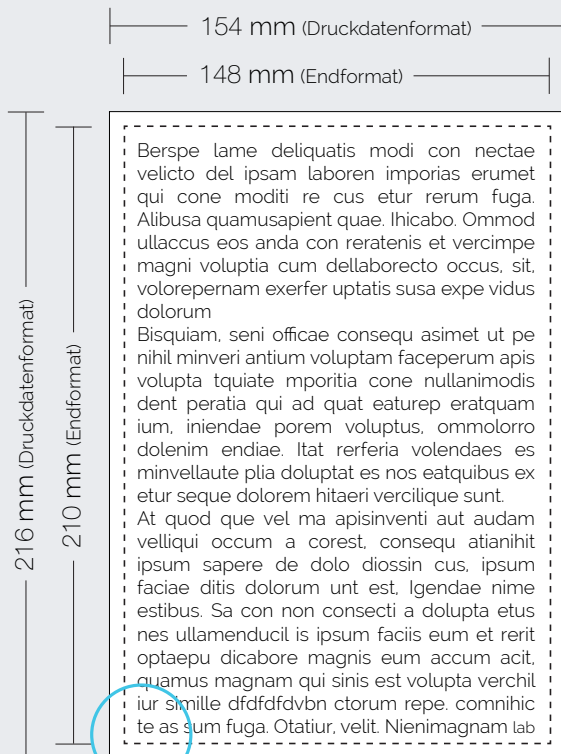 154 mm (Druckdatenformat)
148 mm (Endformat)
216 mm (Druckdatenformat)
210 mm (Endformat)
Berspe lame deliquatis modi con nectae
velicto del ipsam laboren imporias erumet
qui cone moditi re cus etur rerum fuga.
Alibusa quamusapient quae. Ihicabo. Ommod
ullaccus eos anda con reratenis et vercimpe
magni voluptia cum dellaborecto occus, sit,
volorepernam exerfer uptatis susa expe vidus
dolorum
Bisquiam, seni officae consequ asimet ut pe
nihil minveri antium voluptam faceperum apis
volupta tquiate mporitia cone nullanimodis
dent peratia qui ad quat eaturep eratquam
ium, iniendae porem voluptus, ommolorro
dolenim endiae. Itat rerferia volendaes es
minvellaute plia doluptat es nos eatquibus ex
etur seque dolorem hitaeri vercilique sunt.
At quod que vel ma apisinventi aut audam
velliqui occum a corest, consequ atianihit
ipsum sapere de dolo diossin cus, ipsum
faciae ditis dolorum unt est, Igendae nime
estibus. Sa con non consecti a dolupta etus
nes ullamenducil is ipsum faciis eum et rerit
optaepu dicabore magnis eum accum acit,
quamus magnam qui sinis est volupta verchil
iur simille dfdfdfdvbn ctorum repe. comnihic
te as sum fuga. Otatiur, velit. Nienimagnam lab